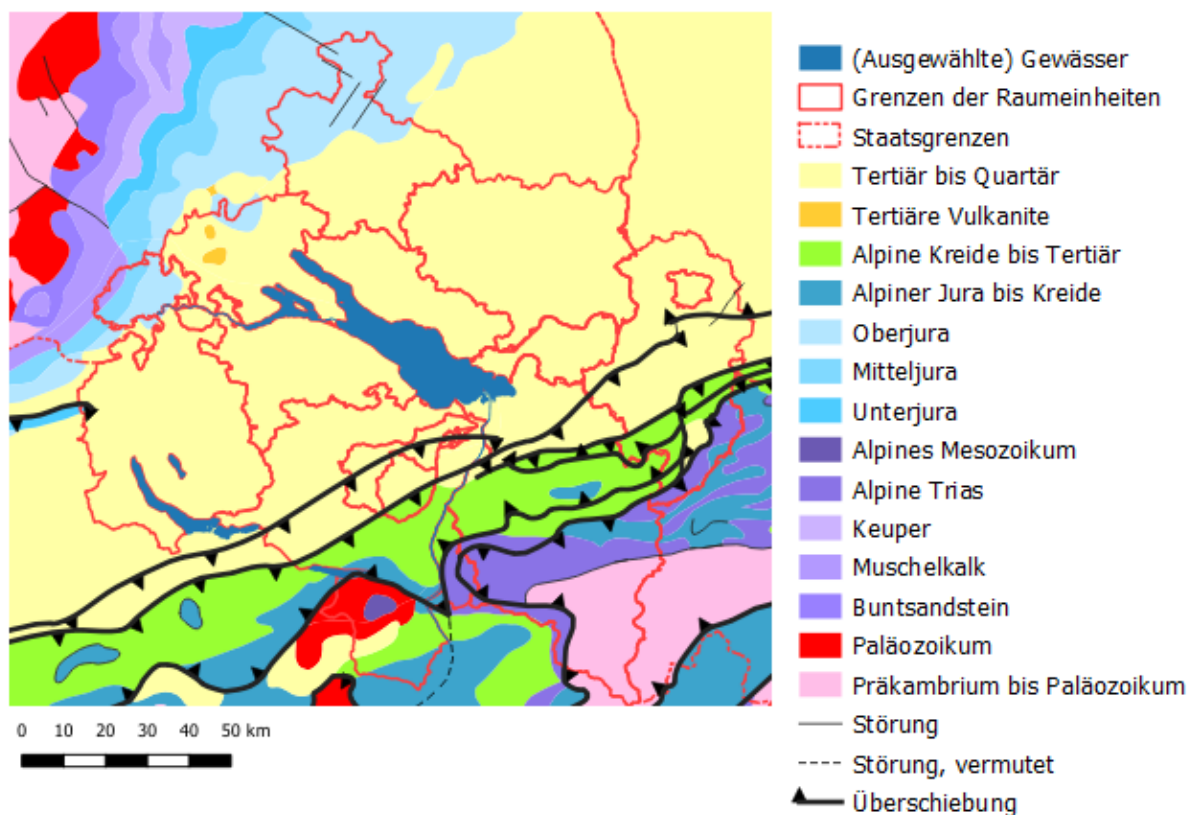 (Ausgewählte) Gewässer
Grenzen der Raumeinheiten
Staatsgrenzen
Tertiär bis Quartär
Tertiäre Vulkanite
Alpine Kreide bis Tertiär
Alpiner Jura bis Kreide
Oberjura
Mitteljura
Unterjura
Alpines Mesozoikum
Alpine Trias
Keuper
Muschelkalk
Buntsandstein
Paläozoikum
Präkambrium bis Paläozoikum
Störung
Störung, vermutet
Überschiebung
0 10 20 30 40 50 km